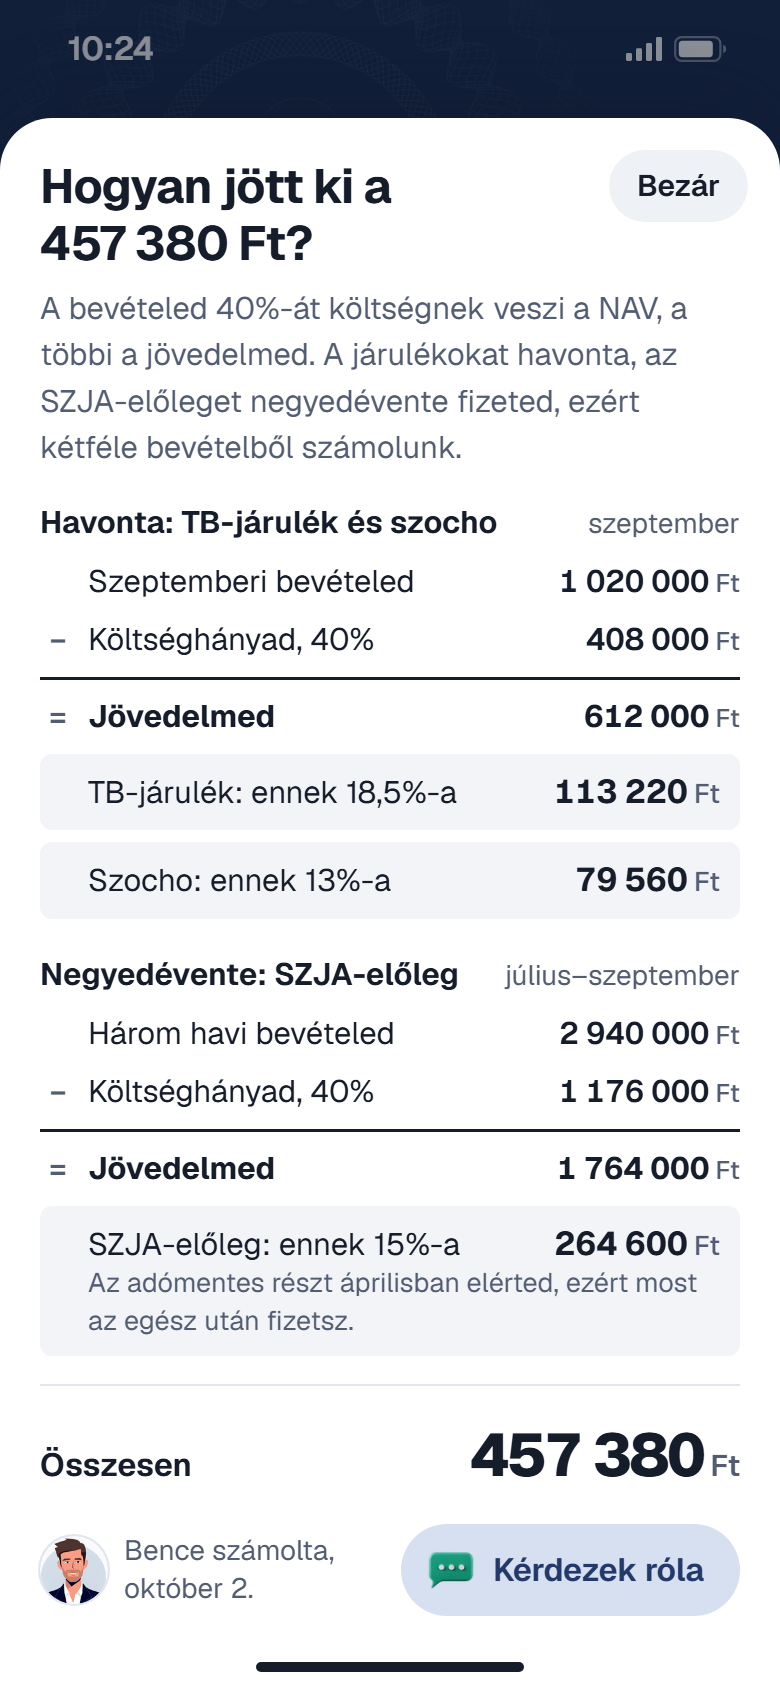 10:24
Hogyan jött ki a
457 380 Ft?
Bezár
A bevételed 40%-át költségnek veszi a NAV, a
többi a jövedelmed. A járulékokat havonta, az
SZJA-előleget negyedévente fizeted, ezért
kétféle bevételből számolunk.
Havonta: TB-járulék és szocho szeptember
Szeptemberi bevételed 1 020 000 Ft
– Költséghányad, 40% 408 000 Ft
= Jövedelmed 612 000 Ft
TB-járulék: ennek 18,5%-a 113 220 Ft
Szocho: ennek 13%-a 79 560 Ft
Negyedévente: SZJA-előleg július–szeptember
Három havi bevételed 2 940 000 Ft
– Költséghányad, 40% 1 176 000 Ft
= Jövedelmed 1 764 000 Ft
SZJA-előleg: ennek 15%-a 264 600 Ft
Az adómentes részt áprilisban elérted, ezért most
az egész után fizetsz.
Összesen 457 380 Ft
Bence számolta,
október 2.
Kérdezek róla